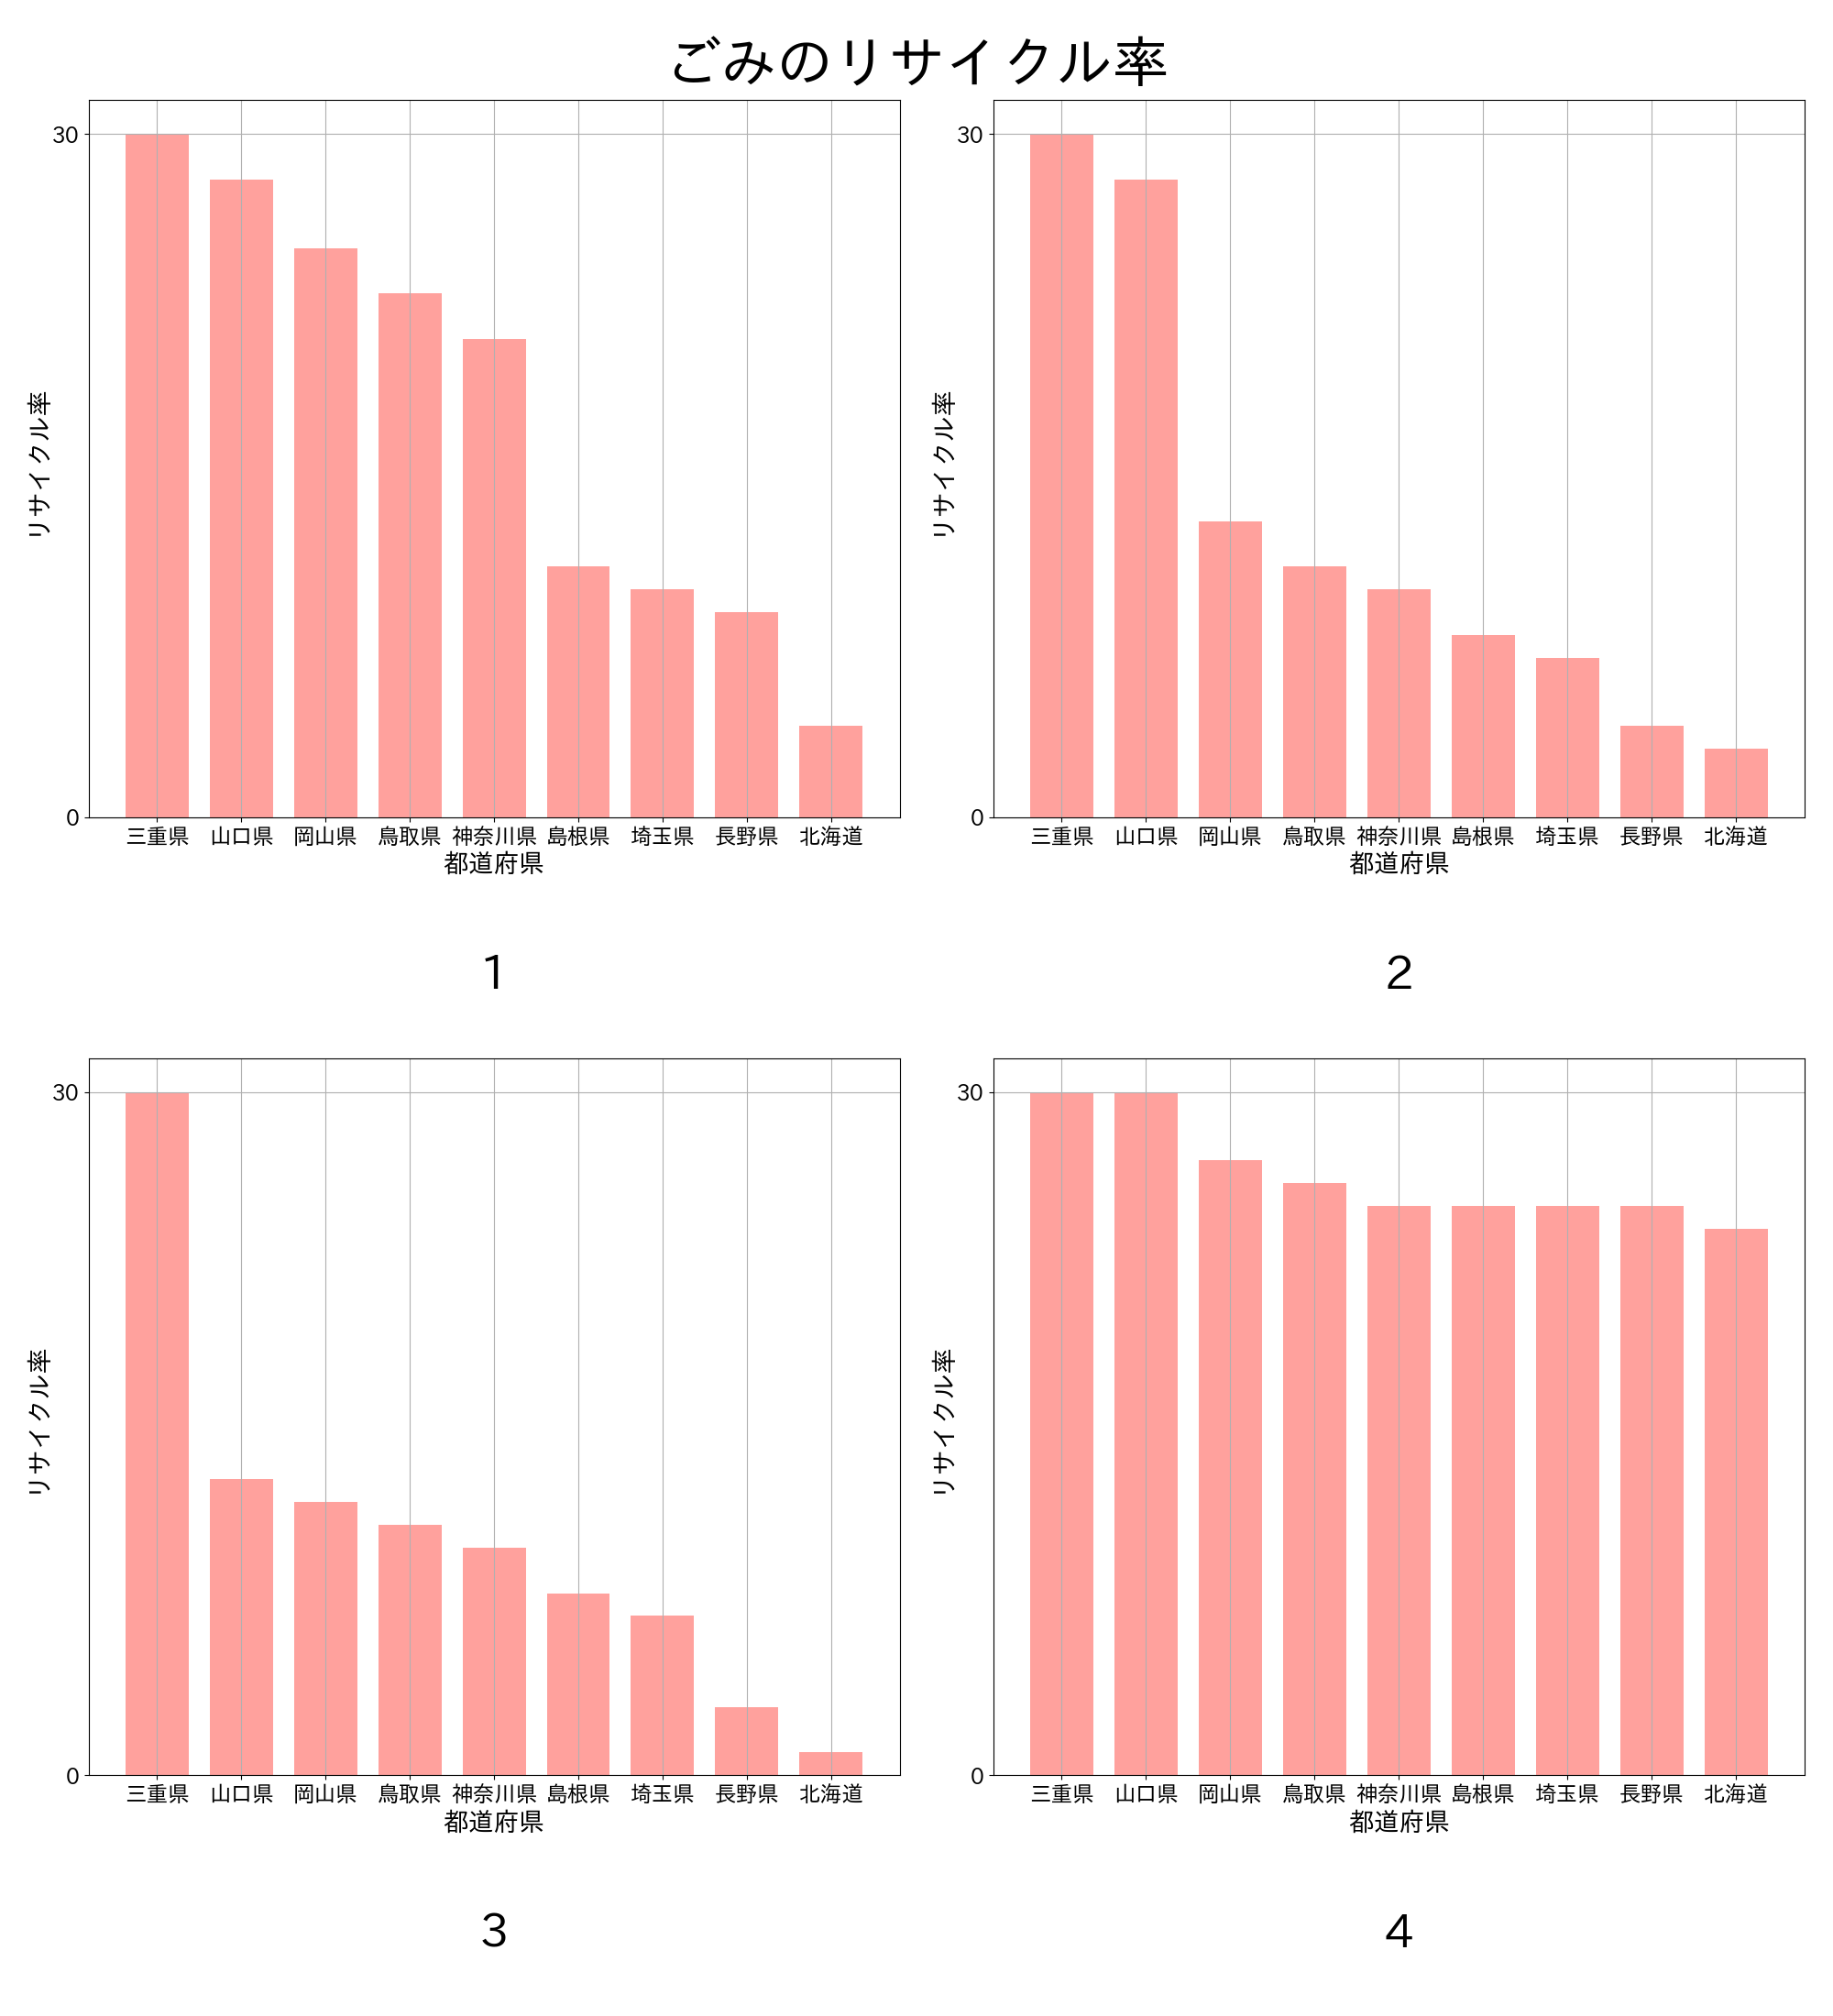 ごみのリサイクル率
30
0
リサイクル率
三重県 山口県 岡山県 鳥取県 神奈川県 島根県 埼玉県 長野県 北海道
都道府県
1
30
0
リサイクル率
三重県 山口県 岡山県 鳥取県 神奈川県 島根県 埼玉県 長野県 北海道
都道府県
2
30
0
リサイクル率
三重県 山口県 岡山県 鳥取県 神奈川県 島根県 埼玉県 長野県 北海道
都道府県
3
30
0
リサイクル率
三重県 山口県 岡山県 鳥取県 神奈川県 島根県 埼玉県 長野県 北海道
都道府県
4